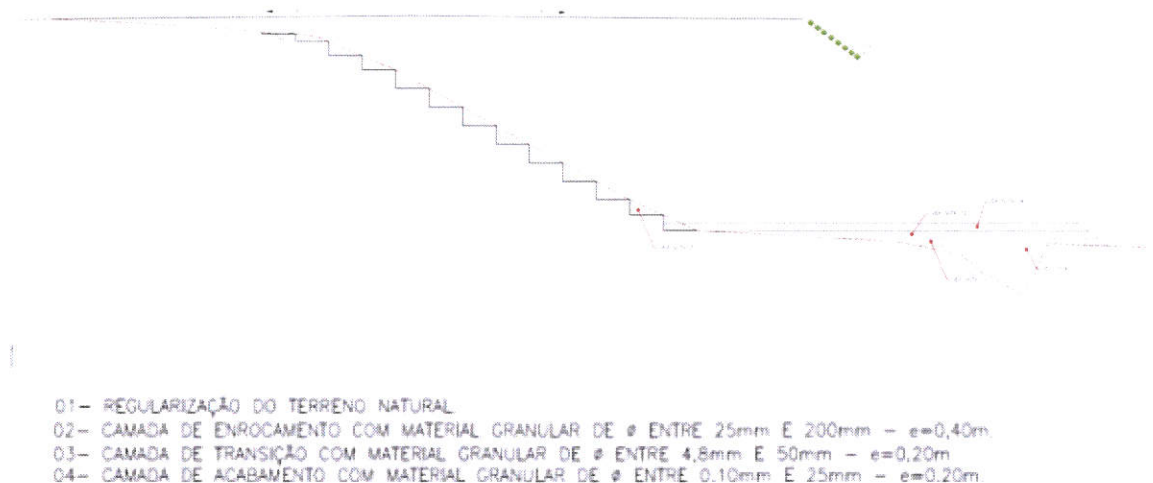 01- REGULARIZAÇÃO DO TERRENO NATURAL
02- CAMADA DE ENROCAMENTO COM MATERIAL GRANULAR DE ø ENTRE 25mm E 200mm - e=0,40m
03- CAMADA DE TRANSIÇÃO COM MATERIAL GRANULAR DE ø ENTRE 4,8mm E 50mm - e=0,20m
04- CAMADA DE ACABAMENTO COM MATERIAL GRANULAR DE ø ENTRE 0,10mm E 25mm - e=0,20m